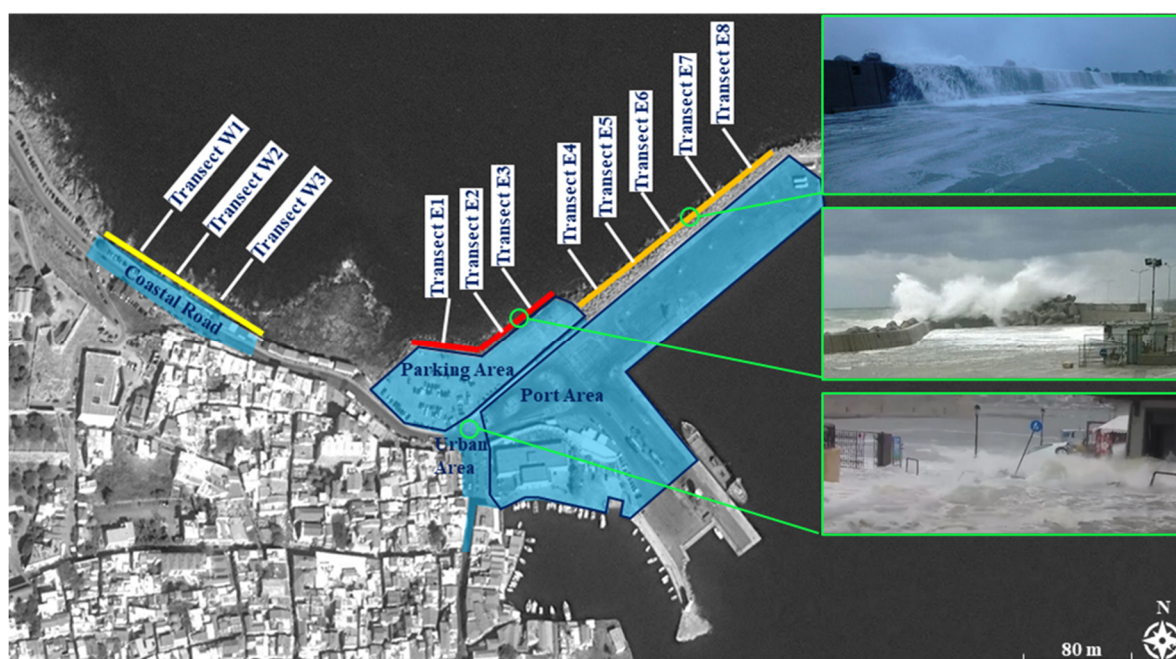 Transect W1
Transect W2
Transect W3
Transect E1
Transect E2
Transect E3
Transect E4
Transect E5
Transect E6
Transect E7
Transect E8
Coastal Road
Parking Area
Port Area
Urban
Area
80 m
N